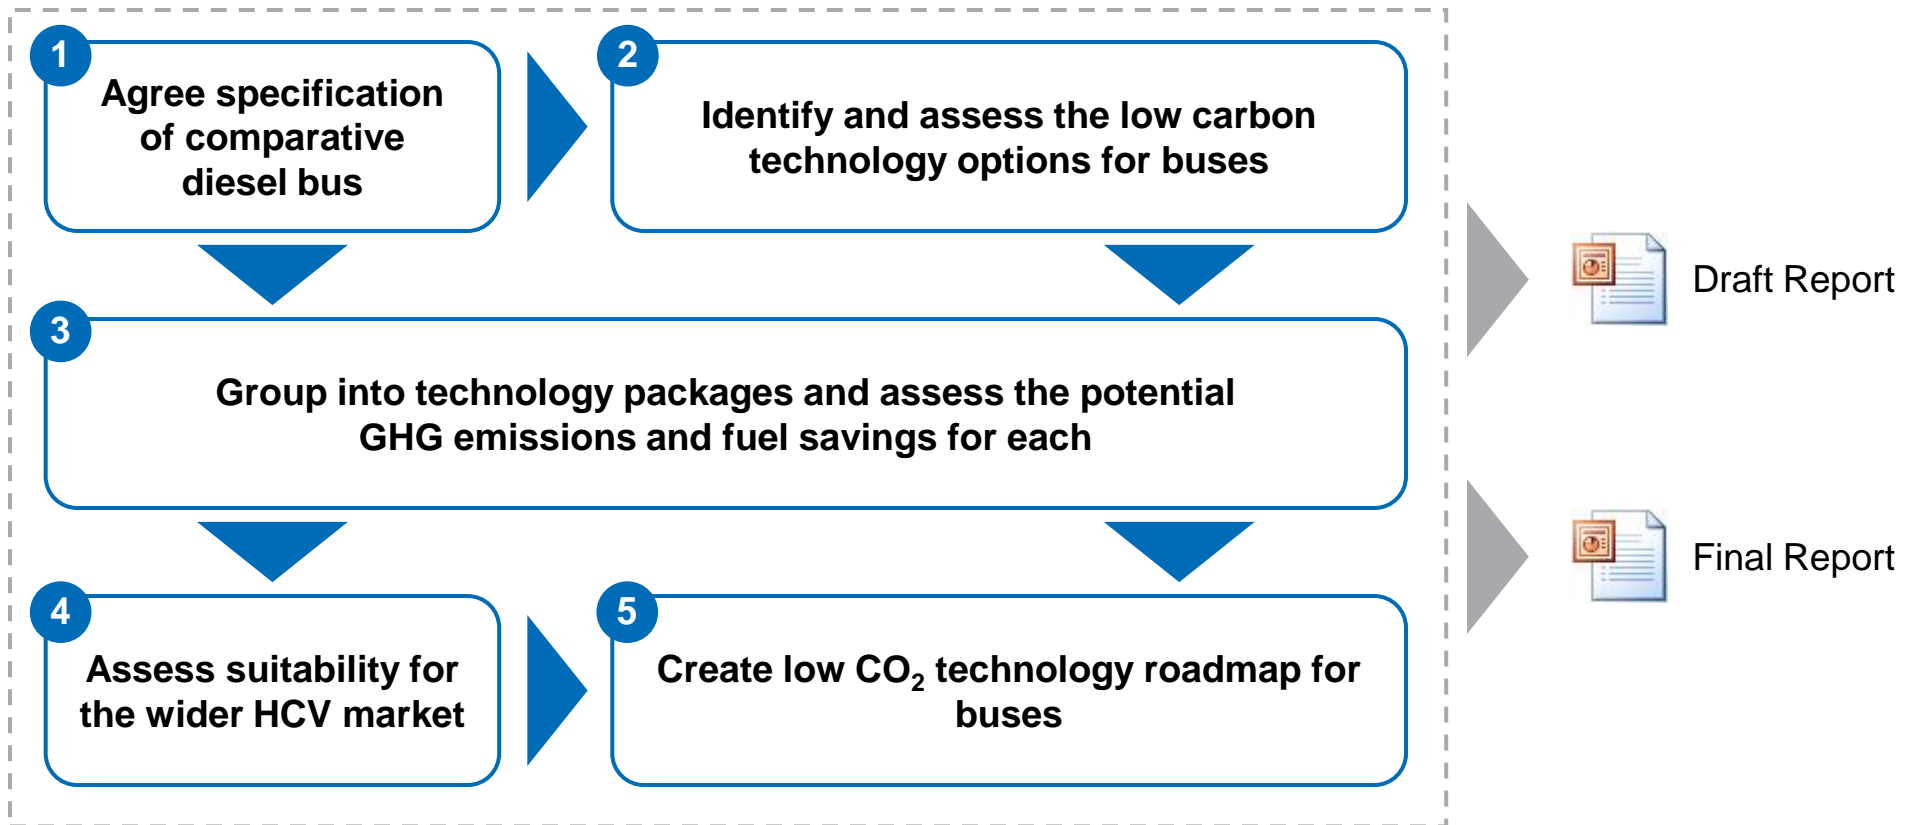 1
Agree specification
of comparative
diesel bus
2
Identify and assess the low carbon
technology options for buses
3
Group into technology packages and assess the potential
GHG emissions and fuel savings for each
4
Assess suitability for
the wider HCV market
5
Create low CO₂ technology roadmap for
buses
Draft Report
Final Report